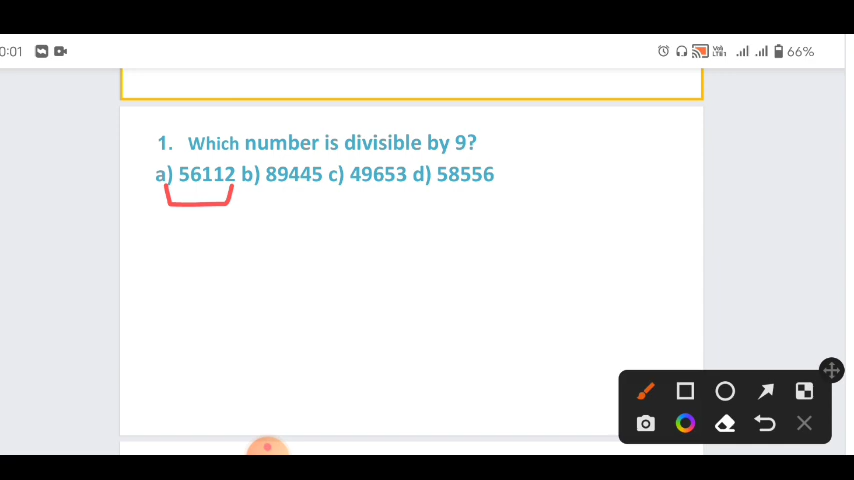 0:01 66%
1. Which number is divisible by 9?
a) 56112 b) 89445 c) 49653 d) 58556